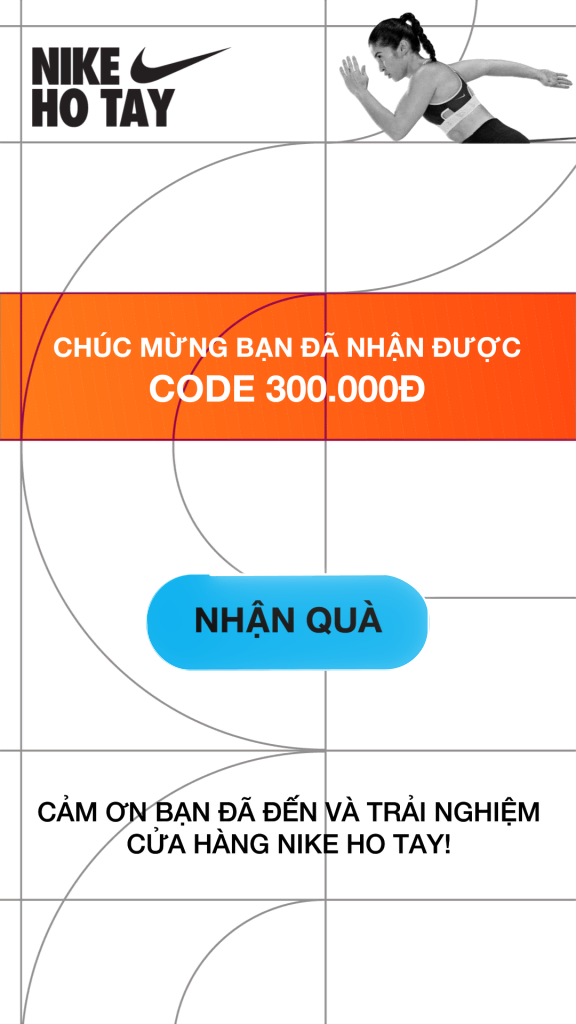 NIKE
HO TAY
CHÚC MỪNG BẠN ĐÃ NHẬN ĐƯỢC
CODE 300.000Đ
NHẬN QUÀ
CẢM ƠN BẠN ĐÃ ĐẾN VÀ TRẢI NGHIỆM
CỬA HÀNG NIKE HO TAY!